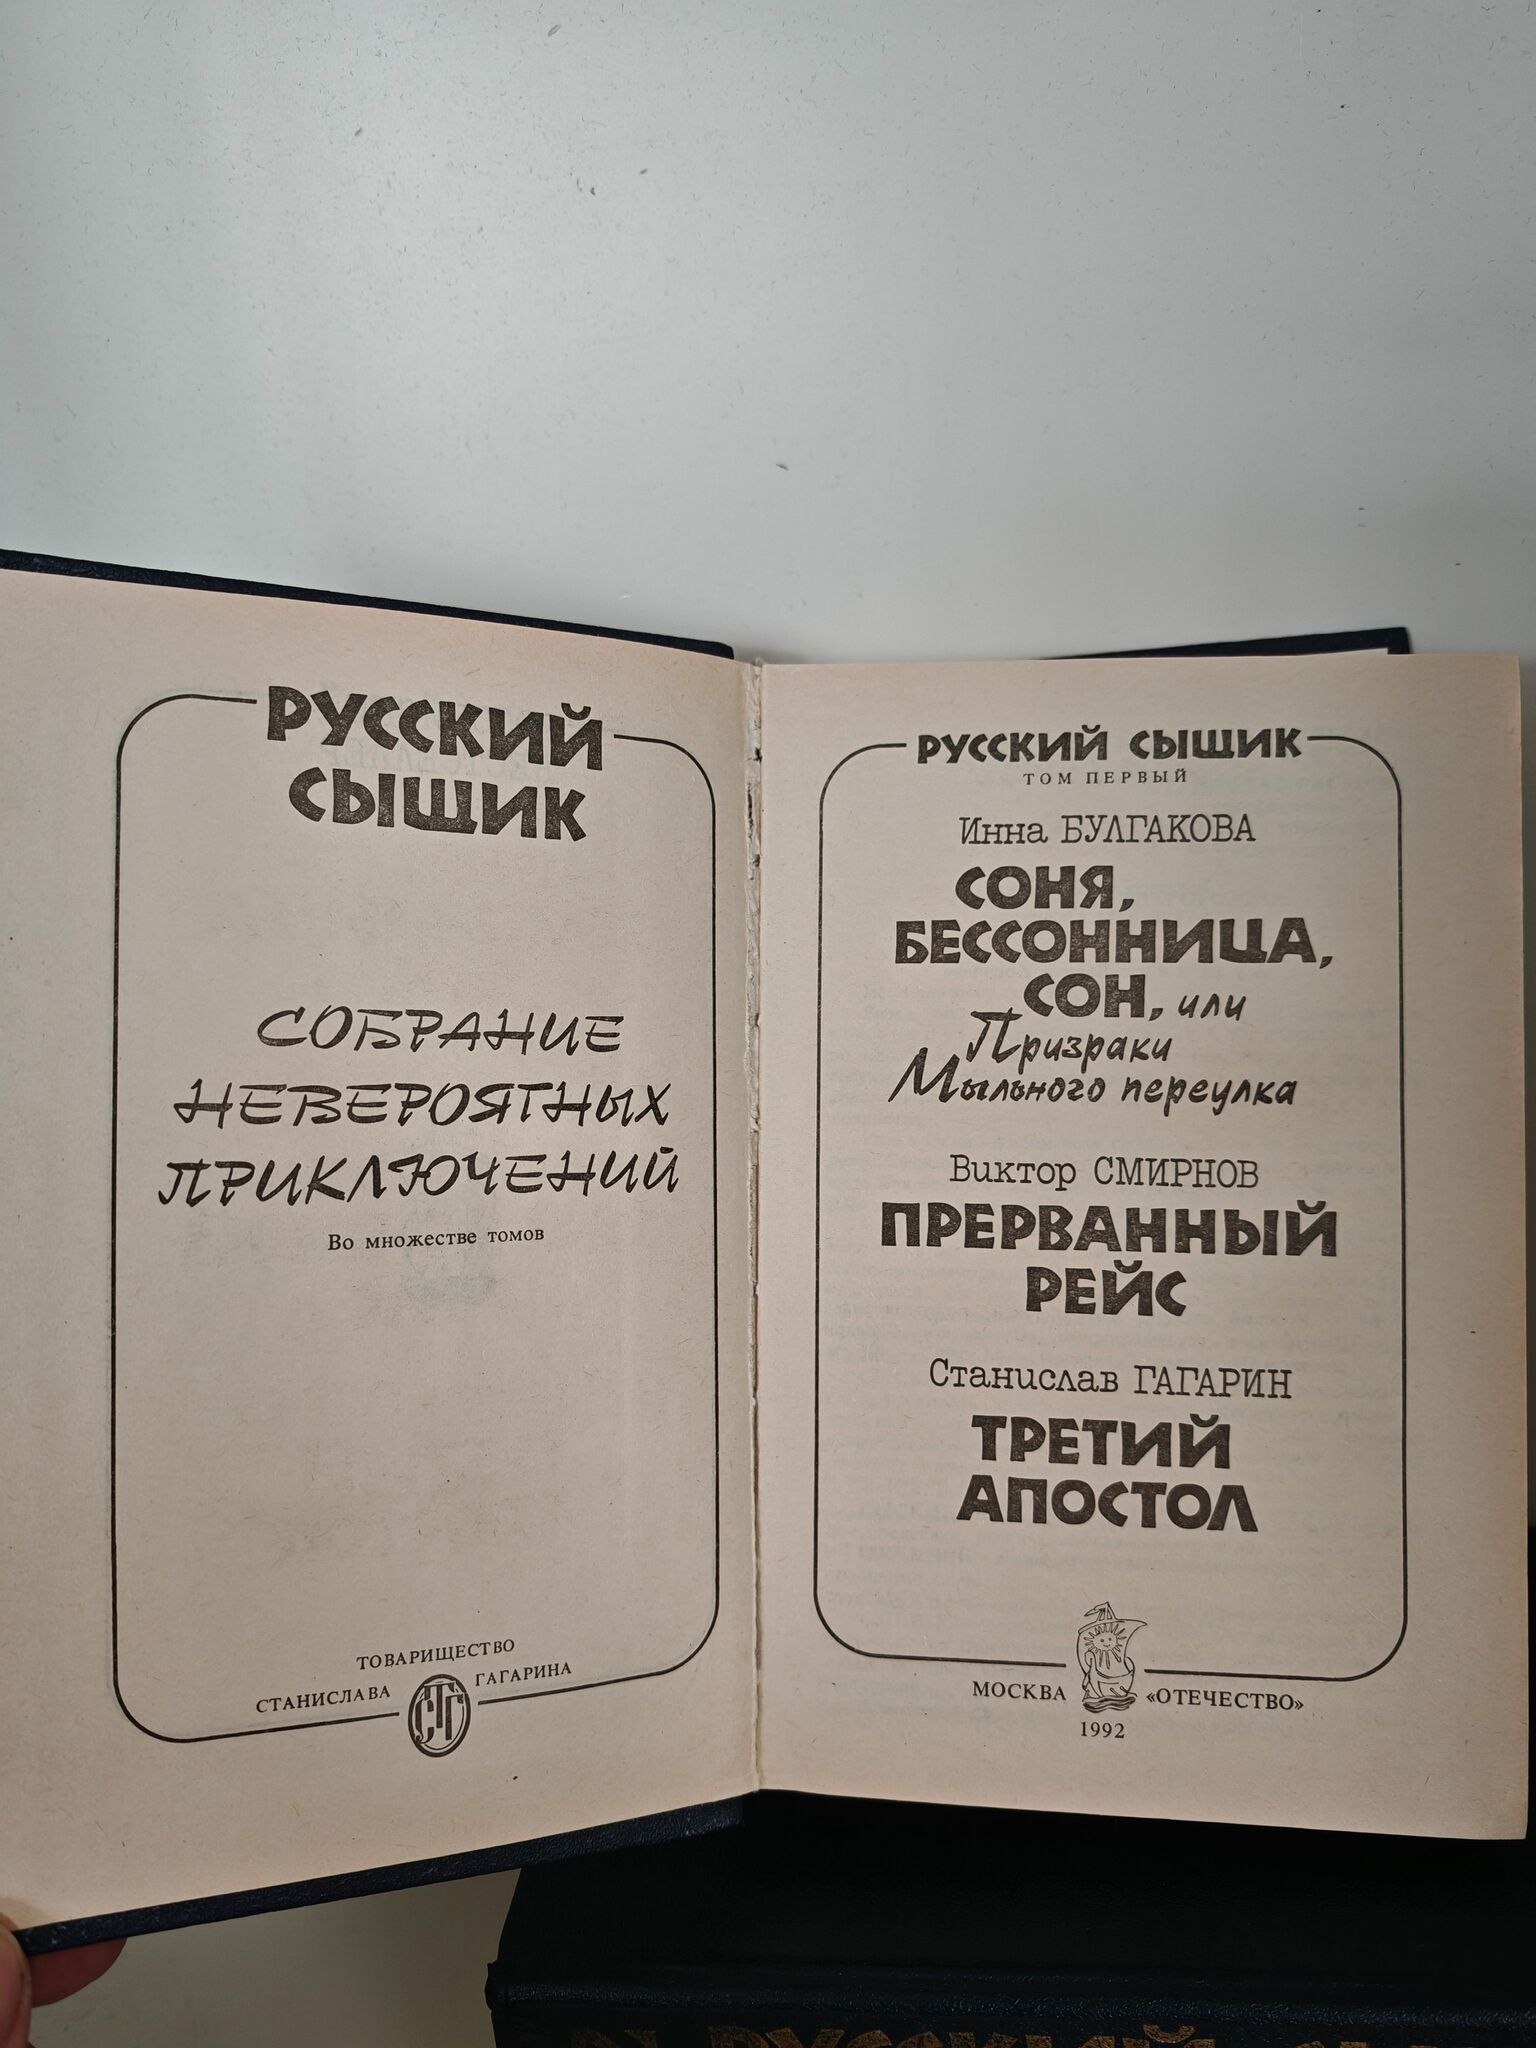 РУССКИЙ
СЫЩИК
СОБРАНИЕ
НЕВЕРОЯТНЫХ
ПРИКЛЮЧЕНИЙ
Во множестве томов
ТОВАРИЩЕСТВО
СТАНИСЛАВА ГАГАРИНА
СТГ
РУССКИЙ СЫЩИК
ТОМ ПЕРВЫЙ
Инна БУЛГАКОВА
СОНЯ,
БЕССОННИЦА,
СОН, или
Призраки
Мыльного переулка
Виктор СМИРНОВ
ПРЕРВАННЫЙ
РЕЙС
Станислав ГАГАРИН
ТРЕТИЙ
АПОСТОЛ
МОСКВА «ОТЕЧЕСТВО»
1992
РУССКИЙ